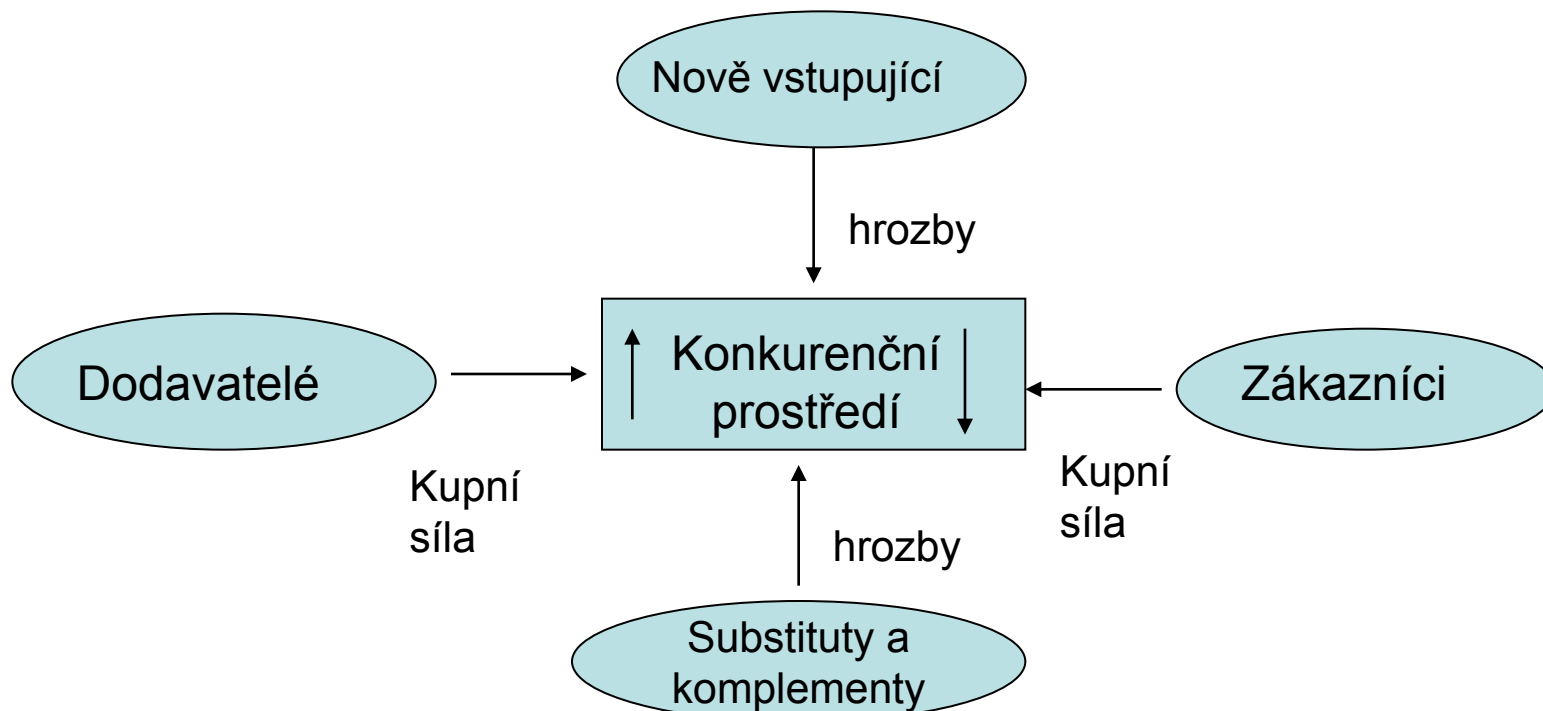 Nově vstupující
hrozby
Dodavatelé
Konkurenční
prostředí
Zákazníci
Kupní
síla
Kupní
síla
hrozby
Substituty a
komplementy